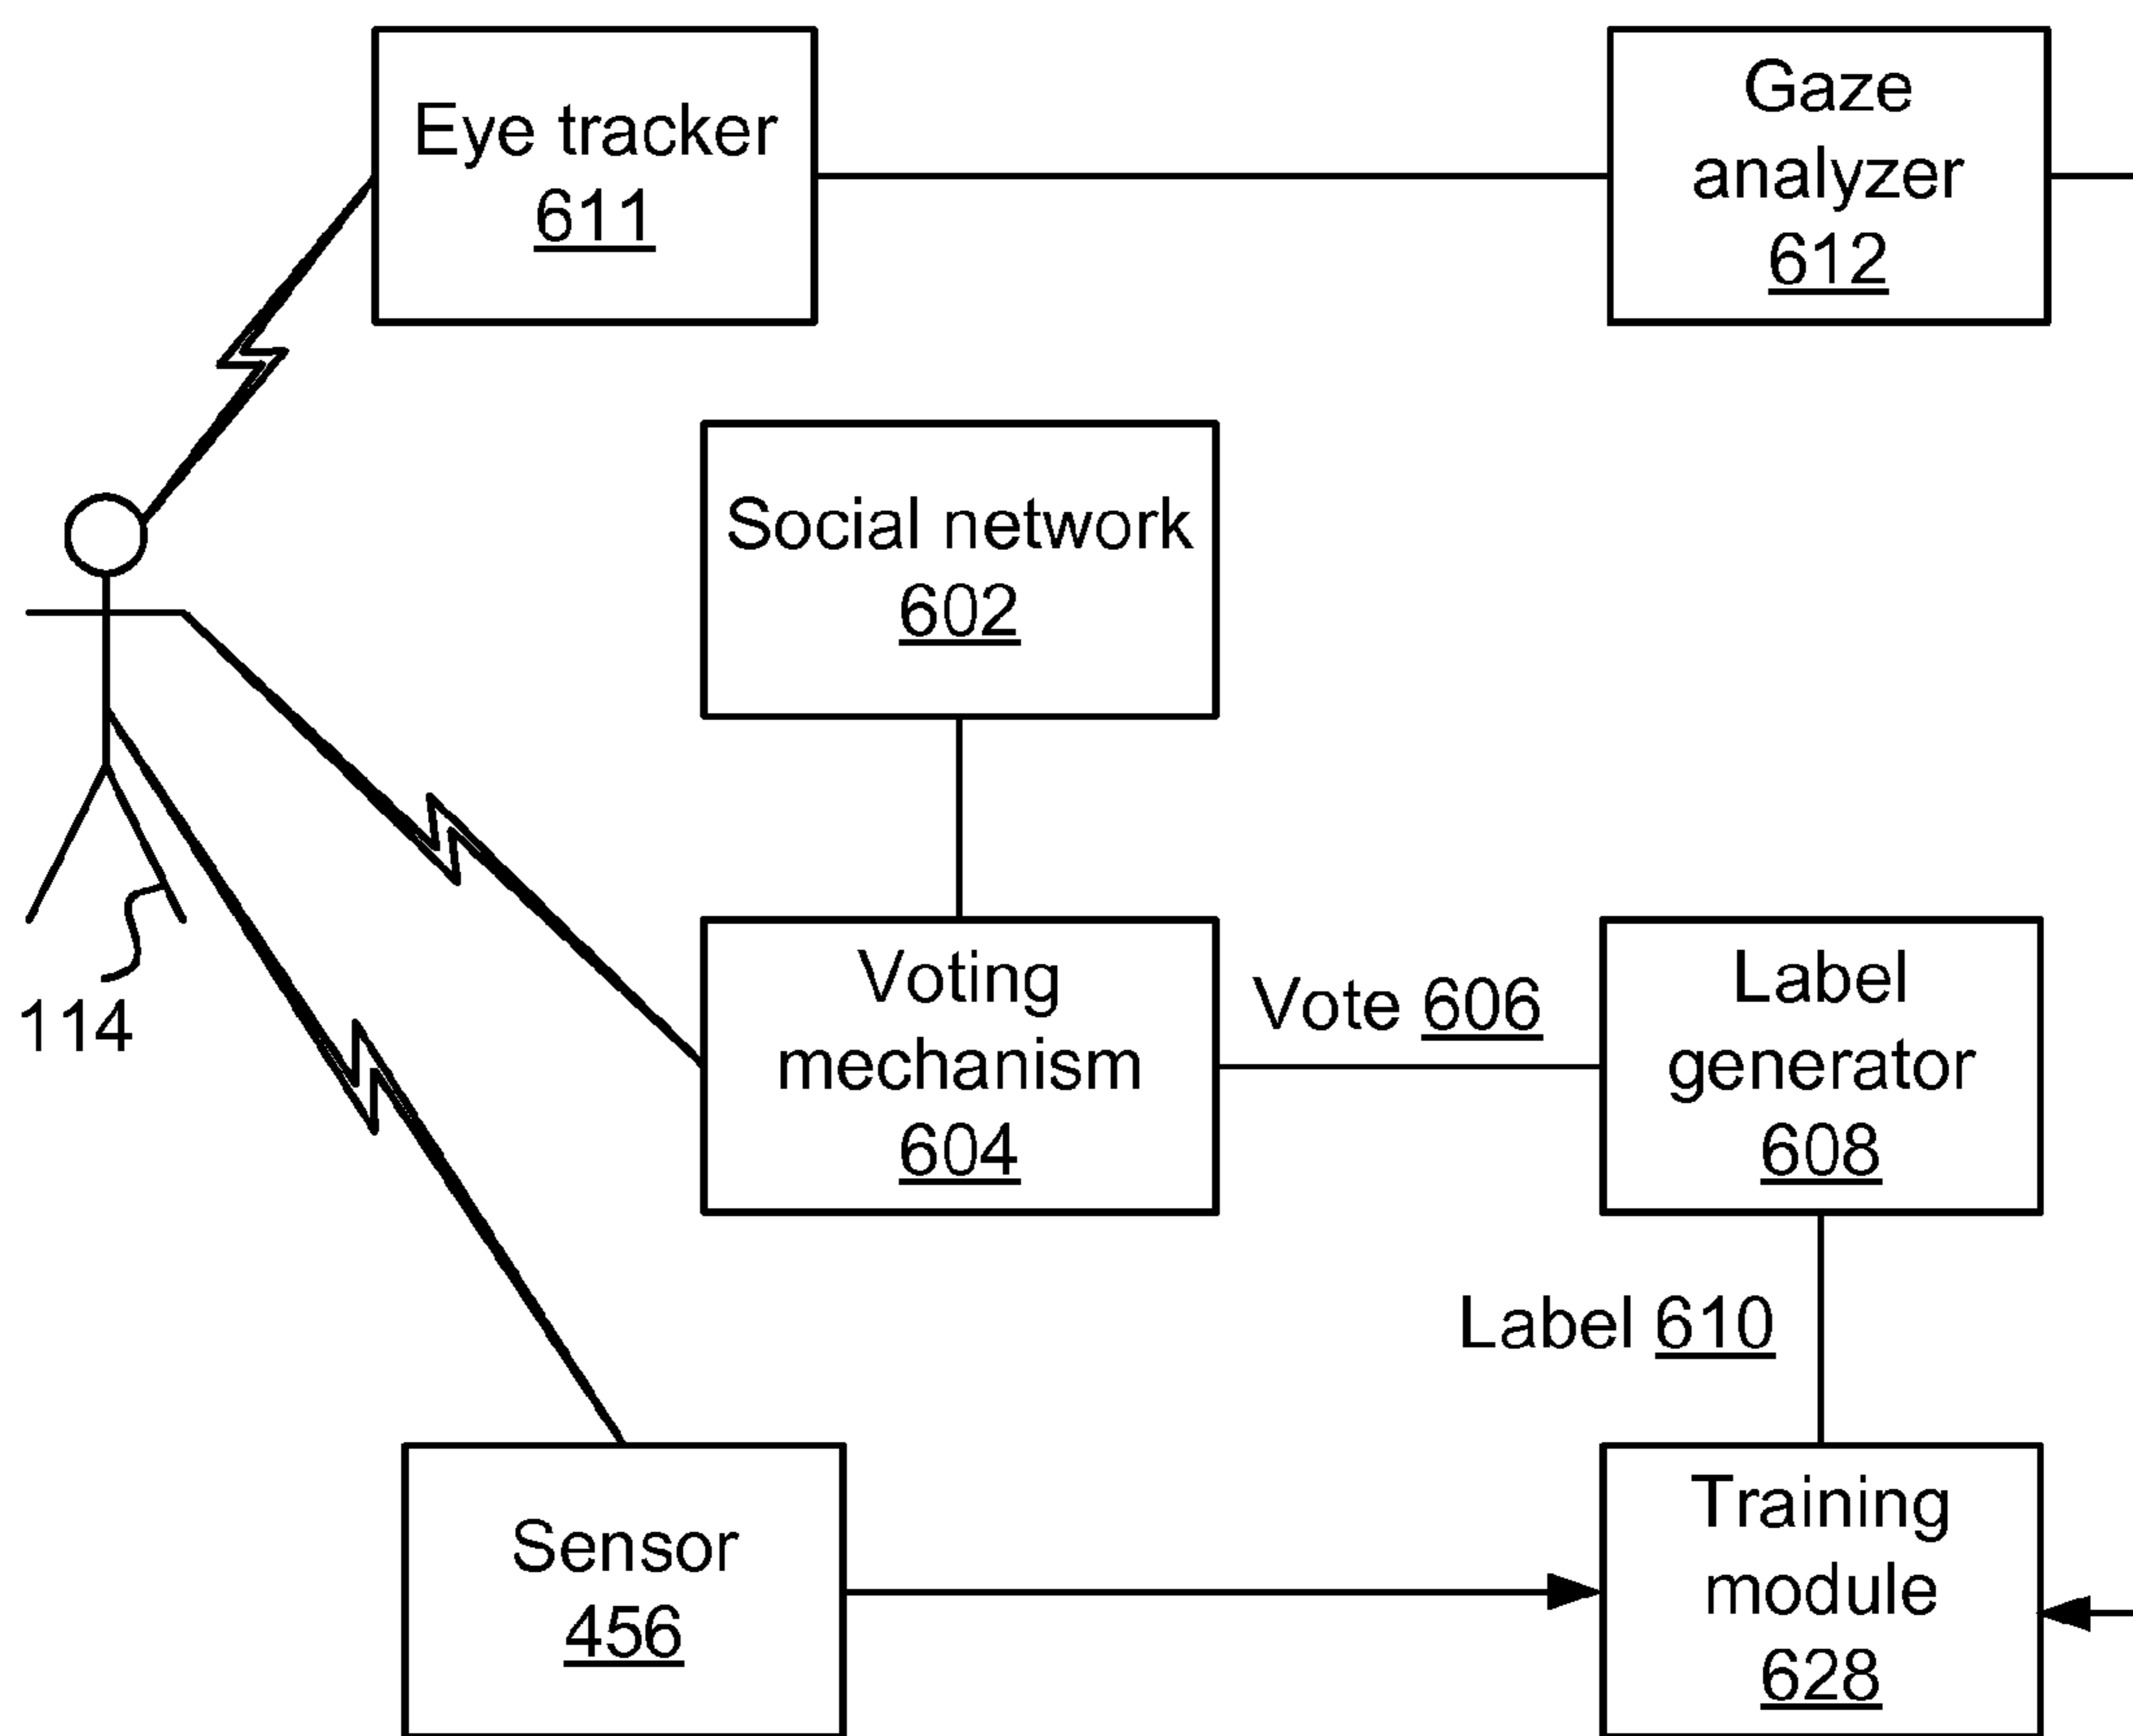 Eye tracker
611
Gaze
analyzer
612
Social network
602
114
Voting
mechanism
604
Vote 606
Label
generator
608
Label 610
Sensor
456
Training
module
628